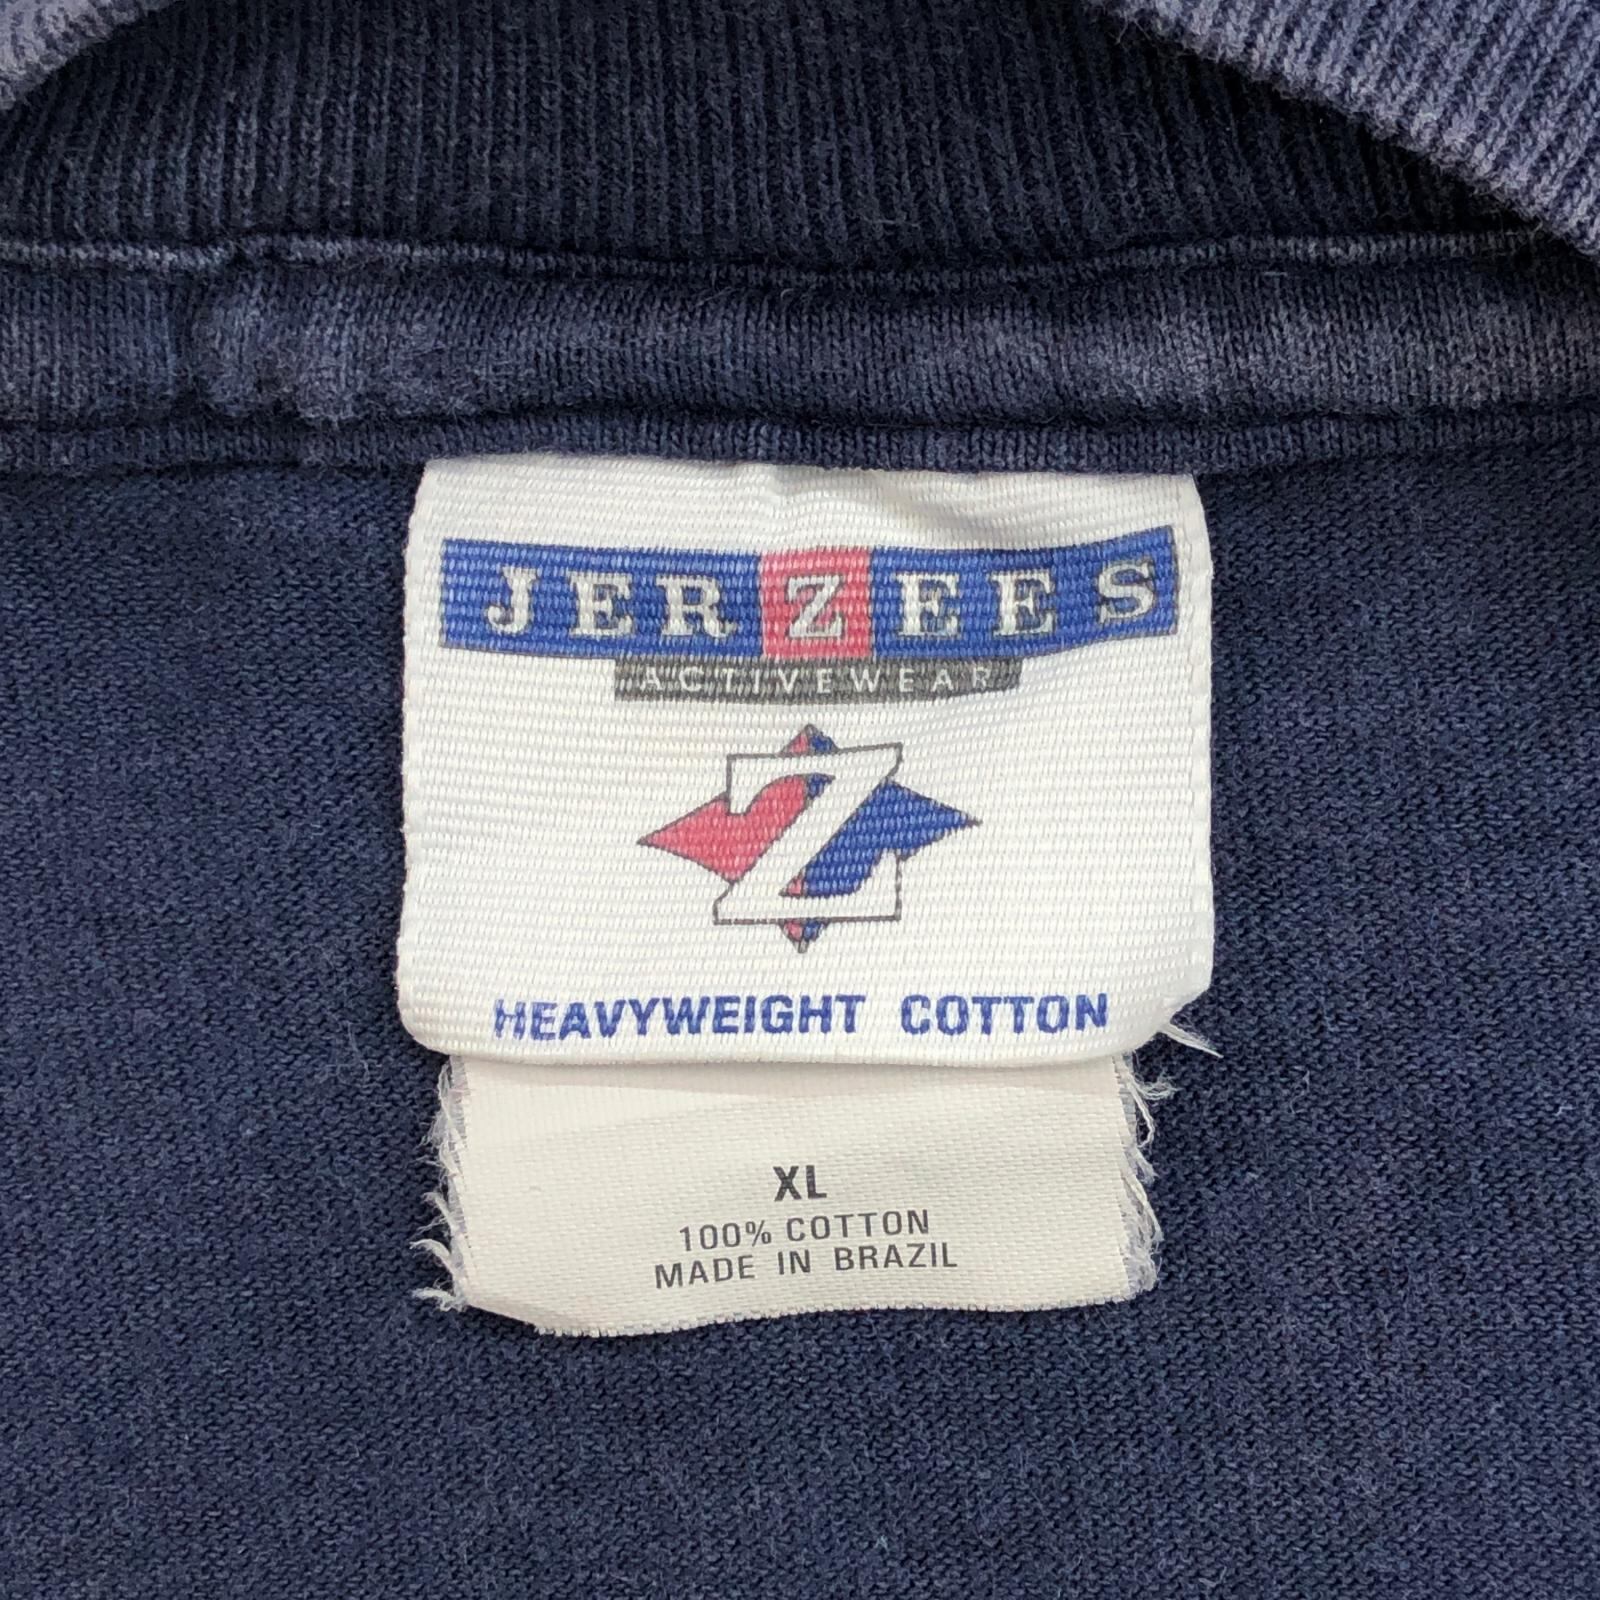 JERZEES
ACTIVEWEAR
Z
HEAVYWEIGHT COTTON
XL
100% COTTON
MADE IN BRAZIL